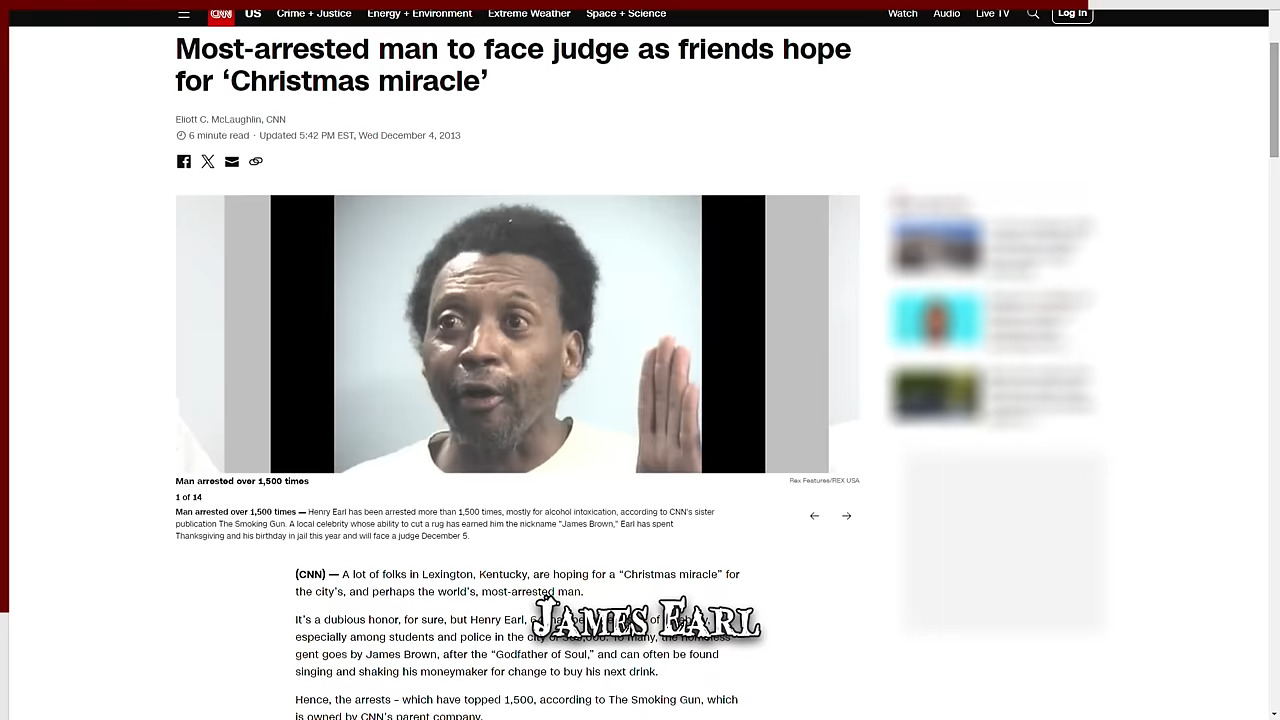 CNN US Crime + Justice Energy + Environment Extreme Weather Space + Science Watch Audio Live TV Log In
Most-arrested man to face judge as friends hope
for ‘Christmas miracle’
Eliott C. McLaughlin, CNN
6 minute read · Updated 5:42 PM EST, Wed December 4, 2013
Man arrested over 1,500 times
Rex Features/REX USA
1 of 14
Man arrested over 1,500 times — Henry Earl has been arrested more than 1,500 times, mostly for alcohol intoxication, according to CNN's sister
publication The Smoking Gun. A local celebrity whose ability to cut a rug has earned him the nickname "James Brown," Earl has spent
Thanksgiving and his birthday in jail this year and will face a judge December 5.
(CNN) — A lot of folks in Lexington, Kentucky, are hoping for a “Christmas miracle” for
the city’s, and perhaps the world’s, most-arrested man.
It’s a dubious honor, for sure, but Henry Earl, of
James Earl
especially among students and police in the city of To many, the homeless
gent goes by James Brown, after the “Godfather of Soul,” and can often be found
singing and shaking his moneymaker for change to buy his next drink.
Hence, the arrests – which have topped 1,500, according to The Smoking Gun, which
is owned by CNN’s parent company.